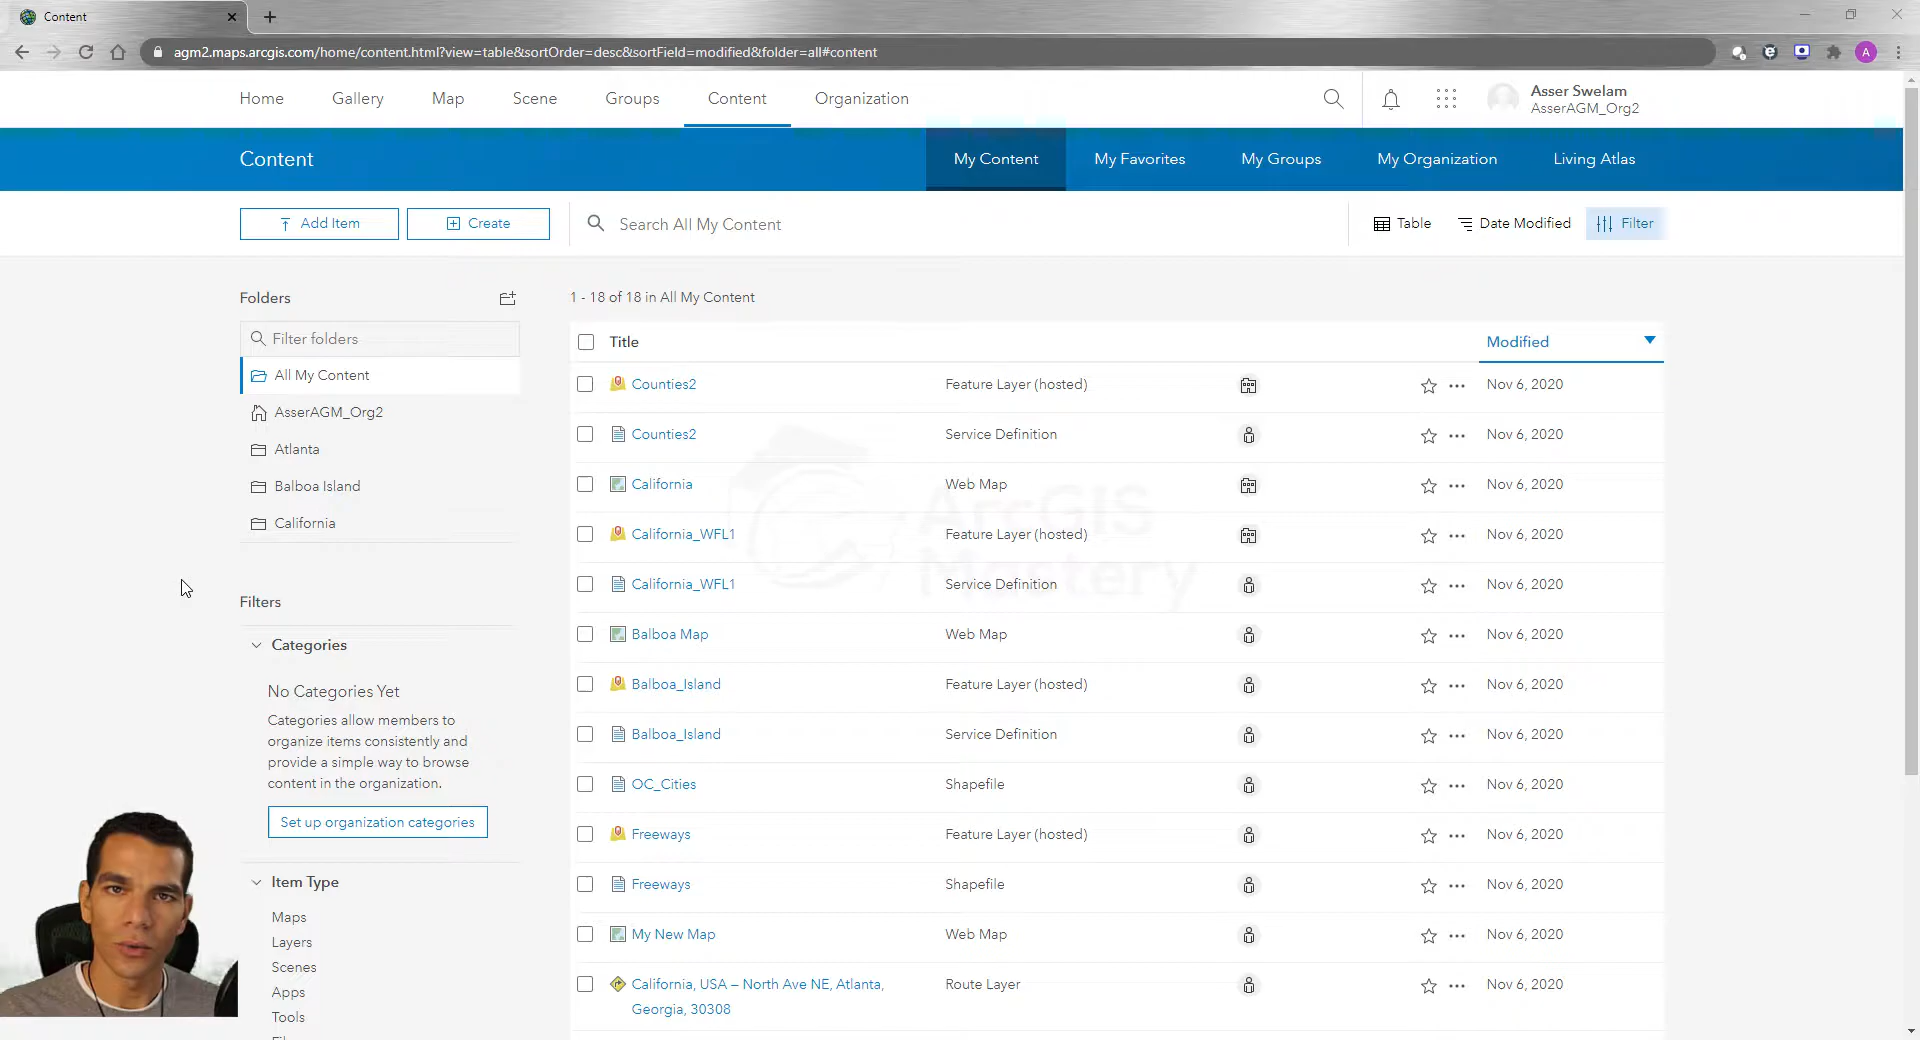 Content
agm2.maps.arcgis.com/home/content.html?view=table&sortOrder=desc&sortField=modified&folder=all#content
A
Home Gallery Map Scene Groups Content Organization
Asser Swelam
AsserAGM_Org2
Content
My Content My Favorites My Groups My Organization Living Atlas
Add Item Create Search All My Content Table Date Modified Filter
Folders
1 - 18 of 18 in All My Content
Filter folders
Title Modified
All My Content
Counties2 Feature Layer (hosted) Nov 6, 2020
AsserAGM_Org2
Counties2 Service Definition Nov 6, 2020
Atlanta
California Web Map Nov 6, 2020
Balboa Island
California
California_WFL1 Feature Layer (hosted) Nov 6, 2020
ArcGIS
Mastery
California_WFL1 Service Definition Nov 6, 2020
Filters
Balboa Map Web Map Nov 6, 2020
Categories
No Categories Yet
Balboa_Island Feature Layer (hosted) Nov 6, 2020
Categories allow members to
organize items consistently and
provide a simple way to browse
content in the organization.
Balboa_Island Service Definition Nov 6, 2020
OC_Cities Shapefile Nov 6, 2020
Set up organization categories
Freeways Feature Layer (hosted) Nov 6, 2020
Item Type
Freeways Shapefile Nov 6, 2020
Maps
My New Map Web Map Nov 6, 2020
Layers
Scenes
California, USA – North Ave NE, Atlanta,
Georgia, 30308
Route Layer Nov 6, 2020
Apps
Tools